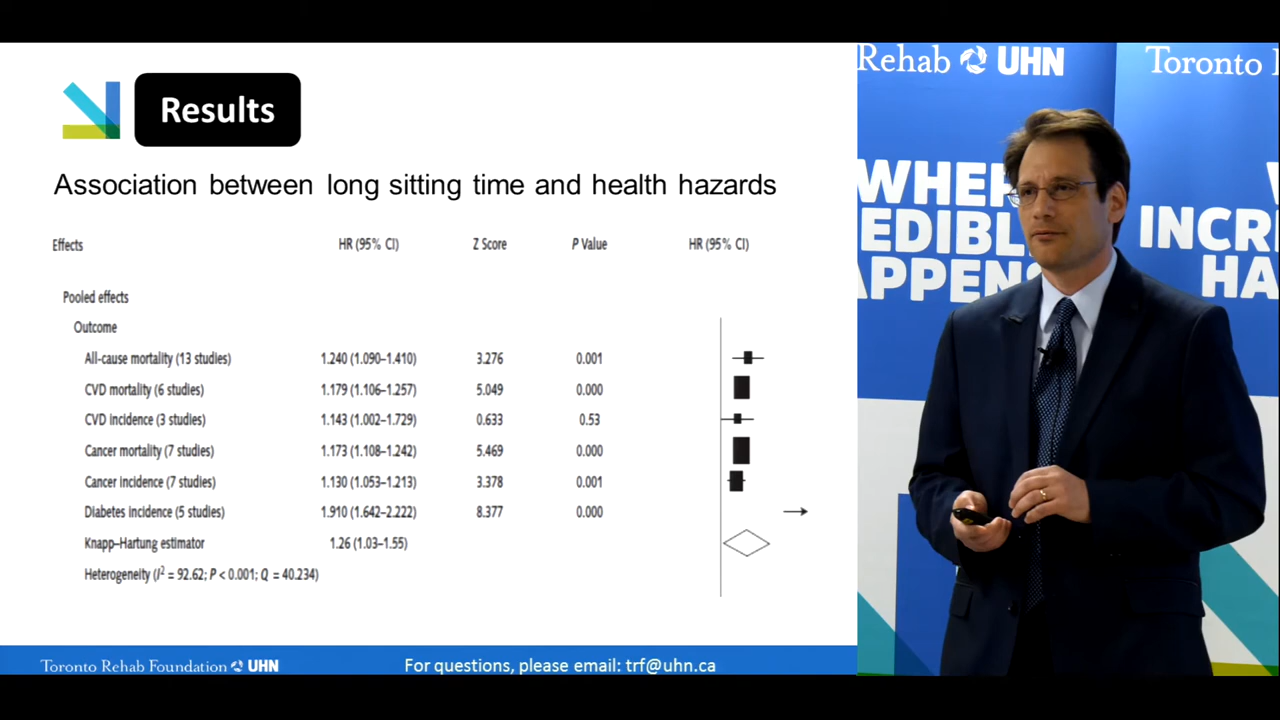 Results
Association between long sitting time and health hazards
Effects HR (95% CI) Z Score P Value HR (95% CI)
Pooled effects
Outcome
All-cause mortality (13 studies) 1.240 (1.090–1.410) 3.276 0.001
CVD mortality (6 studies) 1.179 (1.106–1.257) 5.049 0.000
CVD incidence (3 studies) 1.143 (1.002–1.729) 0.633 0.53
Cancer mortality (7 studies) 1.173 (1.108–1.242) 5.469 0.000
Cancer incidence (7 studies) 1.130 (1.053–1.213) 3.378 0.001
Diabetes incidence (5 studies) 1.910 (1.642–2.222) 8.377 0.000
Knapp–Hartung estimator 1.26 (1.03–1.55)
Heterogeneity (I² = 92.62; P < 0.001; Q = 40.234)
Toronto Rehab Foundation UHN
For questions, please email: trf@uhn.ca
Rehab UHN
WHER
EDIBL
APPENS
Toronto
W
INCR
HA